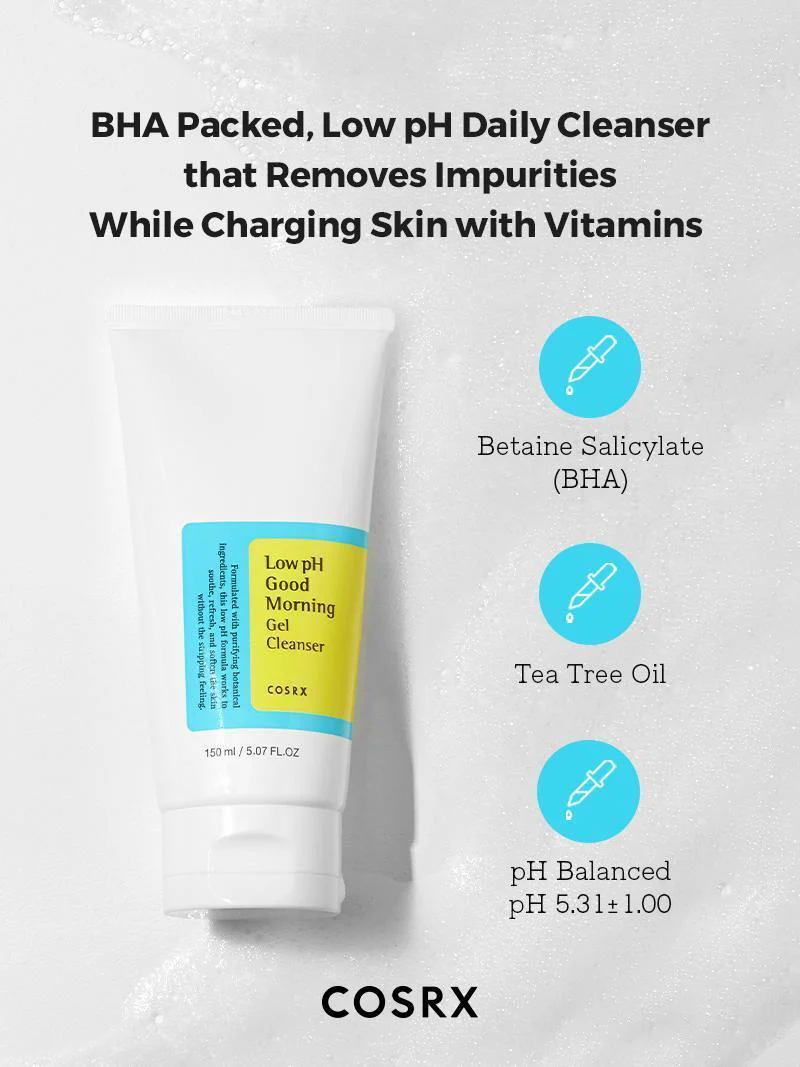 BHA Packed, Low pH Daily Cleanser
that Removes Impurities
While Charging Skin with Vitamins
Low pH
Good
Morning
Gel
Cleanser
COSRX
Formulated with purifying botanical
ingredients, this low pH formula works to
soothe, refresh, and soften the skin
without the stripping feeling.
150 ml / 5.07 FL.OZ
Betaine Salicylate
(BHA)
Tea Tree Oil
pH Balanced
pH 5.31±1.00
COSRX